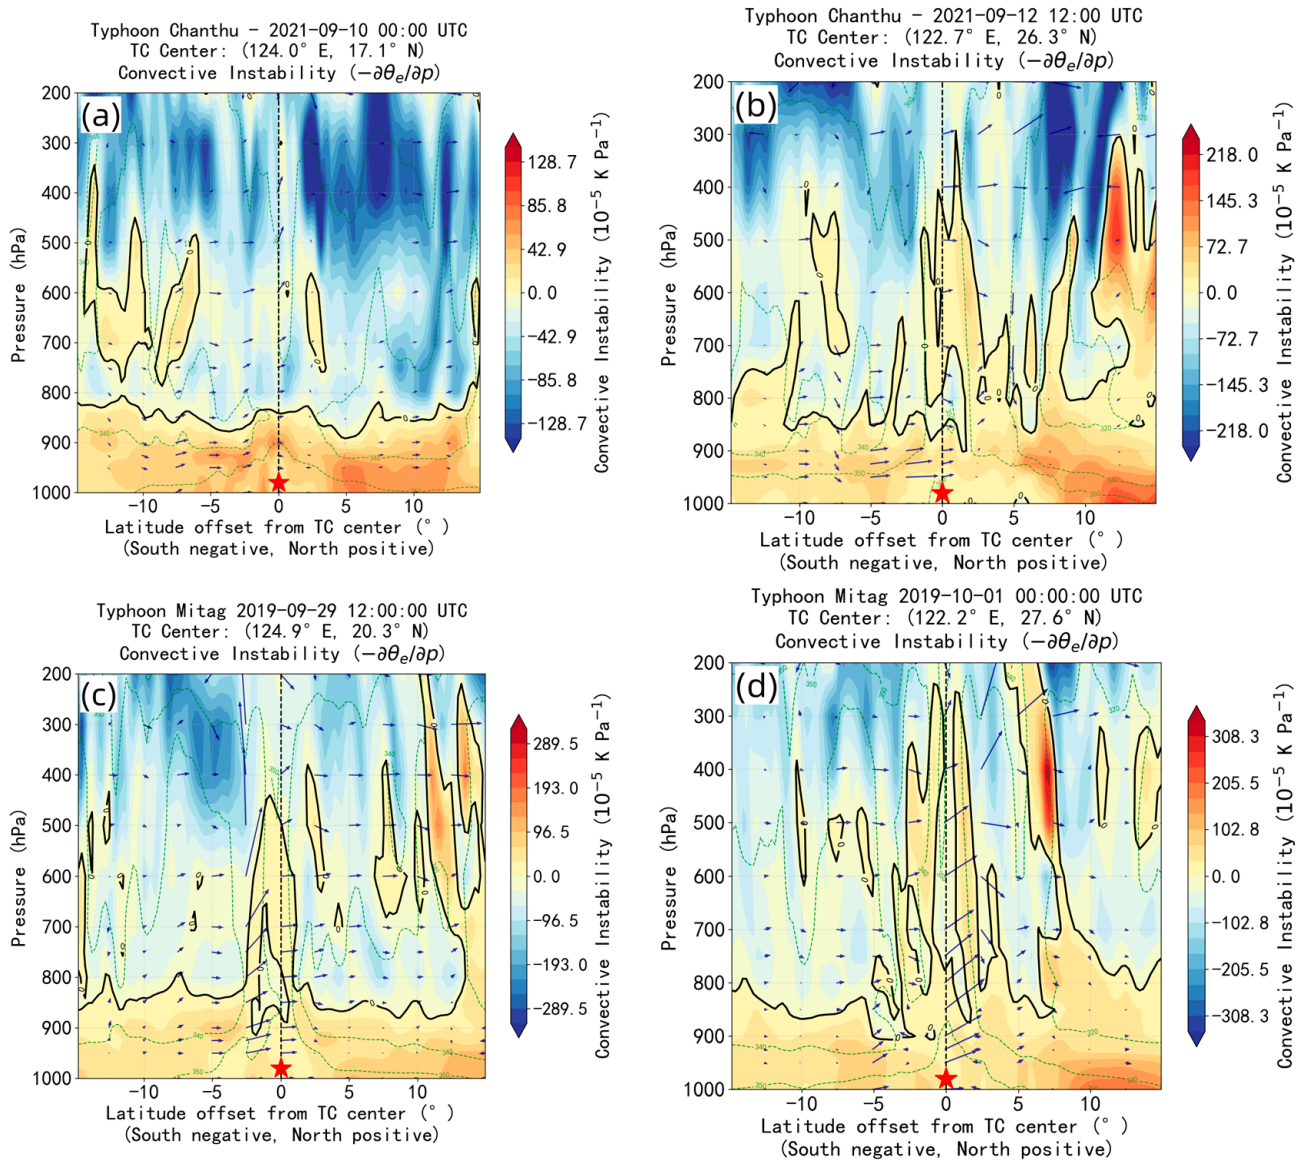 Typhoon Chanthu - 2021-09-10 00:00 UTC
TC Center: (124.0° E, 17.1° N)
Convective Instability (−∂θe/∂p)
(a)
200
300
400
500
600
700
800
900
1000
Pressure (hPa)
−10
−5
0
5
10
Latitude offset from TC center (° )
(South negative, North positive)
128.7
85.8
42.9
0.0
−42.9
−85.8
−128.7
Convective Instability (10−5 K Pa−1)
Typhoon Chanthu - 2021-09-12 12:00 UTC
TC Center: (122.7° E, 26.3° N)
Convective Instability (−∂θe/∂p)
(b)
200
300
400
500
600
700
800
900
1000
Pressure (hPa)
−10
−5
0
5
10
Latitude offset from TC center (° )
(South negative, North positive)
218.0
145.3
72.7
0.0
−72.7
−145.3
−218.0
Convective Instability (10−5 K Pa−1)
Typhoon Mitag 2019-09-29 12:00:00 UTC
TC Center: (124.9° E, 20.3° N)
Convective Instability (−∂θe/∂p)
(c)
200
300
400
500
600
700
800
900
1000
Pressure (hPa)
−10
−5
0
5
10
Latitude offset from TC center (° )
(South negative, North positive)
289.5
193.0
96.5
0.0
−96.5
−193.0
−289.5
Convective Instability (10−5 K Pa−1)
Typhoon Mitag 2019-10-01 00:00:00 UTC
TC Center: (122.2° E, 27.6° N)
Convective Instability (−∂θe/∂p)
(d)
200
300
400
500
600
700
800
900
1000
Pressure (hPa)
−10
−5
0
5
10
Latitude offset from TC center (° )
(South negative, North positive)
308.3
205.5
102.8
0.0
−102.8
−205.5
−308.3
Convective Instability (10−5 K Pa−1)